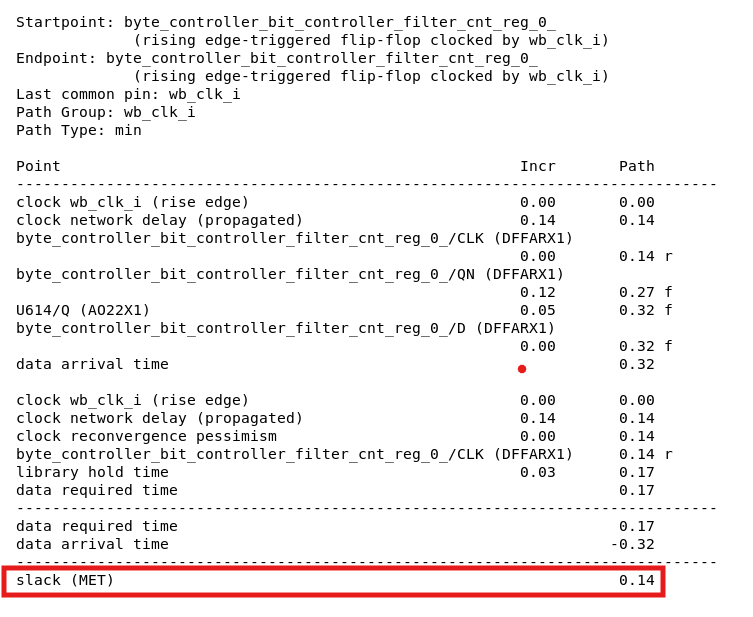 Startpoint: byte_controller_bit_controller_filter_cnt_reg_0_
(rising edge-triggered flip-flop clocked by wb_clk_i)
Endpoint: byte_controller_bit_controller_filter_cnt_reg_0_
(rising edge-triggered flip-flop clocked by wb_clk_i)
Last common pin: wb_clk_i
Path Group: wb_clk_i
Path Type: min
Point Incr Path
--------------------------------------------------------------------------------
clock wb_clk_i (rise edge) 0.00 0.00
clock network delay (propagated) 0.14 0.14
byte_controller_bit_controller_filter_cnt_reg_0_/CLK (DFFARX1)
0.00 0.14 r
byte_controller_bit_controller_filter_cnt_reg_0_/QN (DFFARX1)
0.12 0.27 f
U614/Q (AO22X1) 0.05 0.32 f
byte_controller_bit_controller_filter_cnt_reg_0_/D (DFFARX1)
0.00 0.32 f
data arrival time 0.32
clock wb_clk_i (rise edge) 0.00 0.00
clock network delay (propagated) 0.14 0.14
clock reconvergence pessimism 0.00 0.14
byte_controller_bit_controller_filter_cnt_reg_0_/CLK (DFFARX1) 0.14 r
library hold time 0.03 0.17
data required time 0.17
--------------------------------------------------------------------------------
data required time 0.17
data arrival time -0.32
--------------------------------------------------------------------------------
slack (MET) 0.14